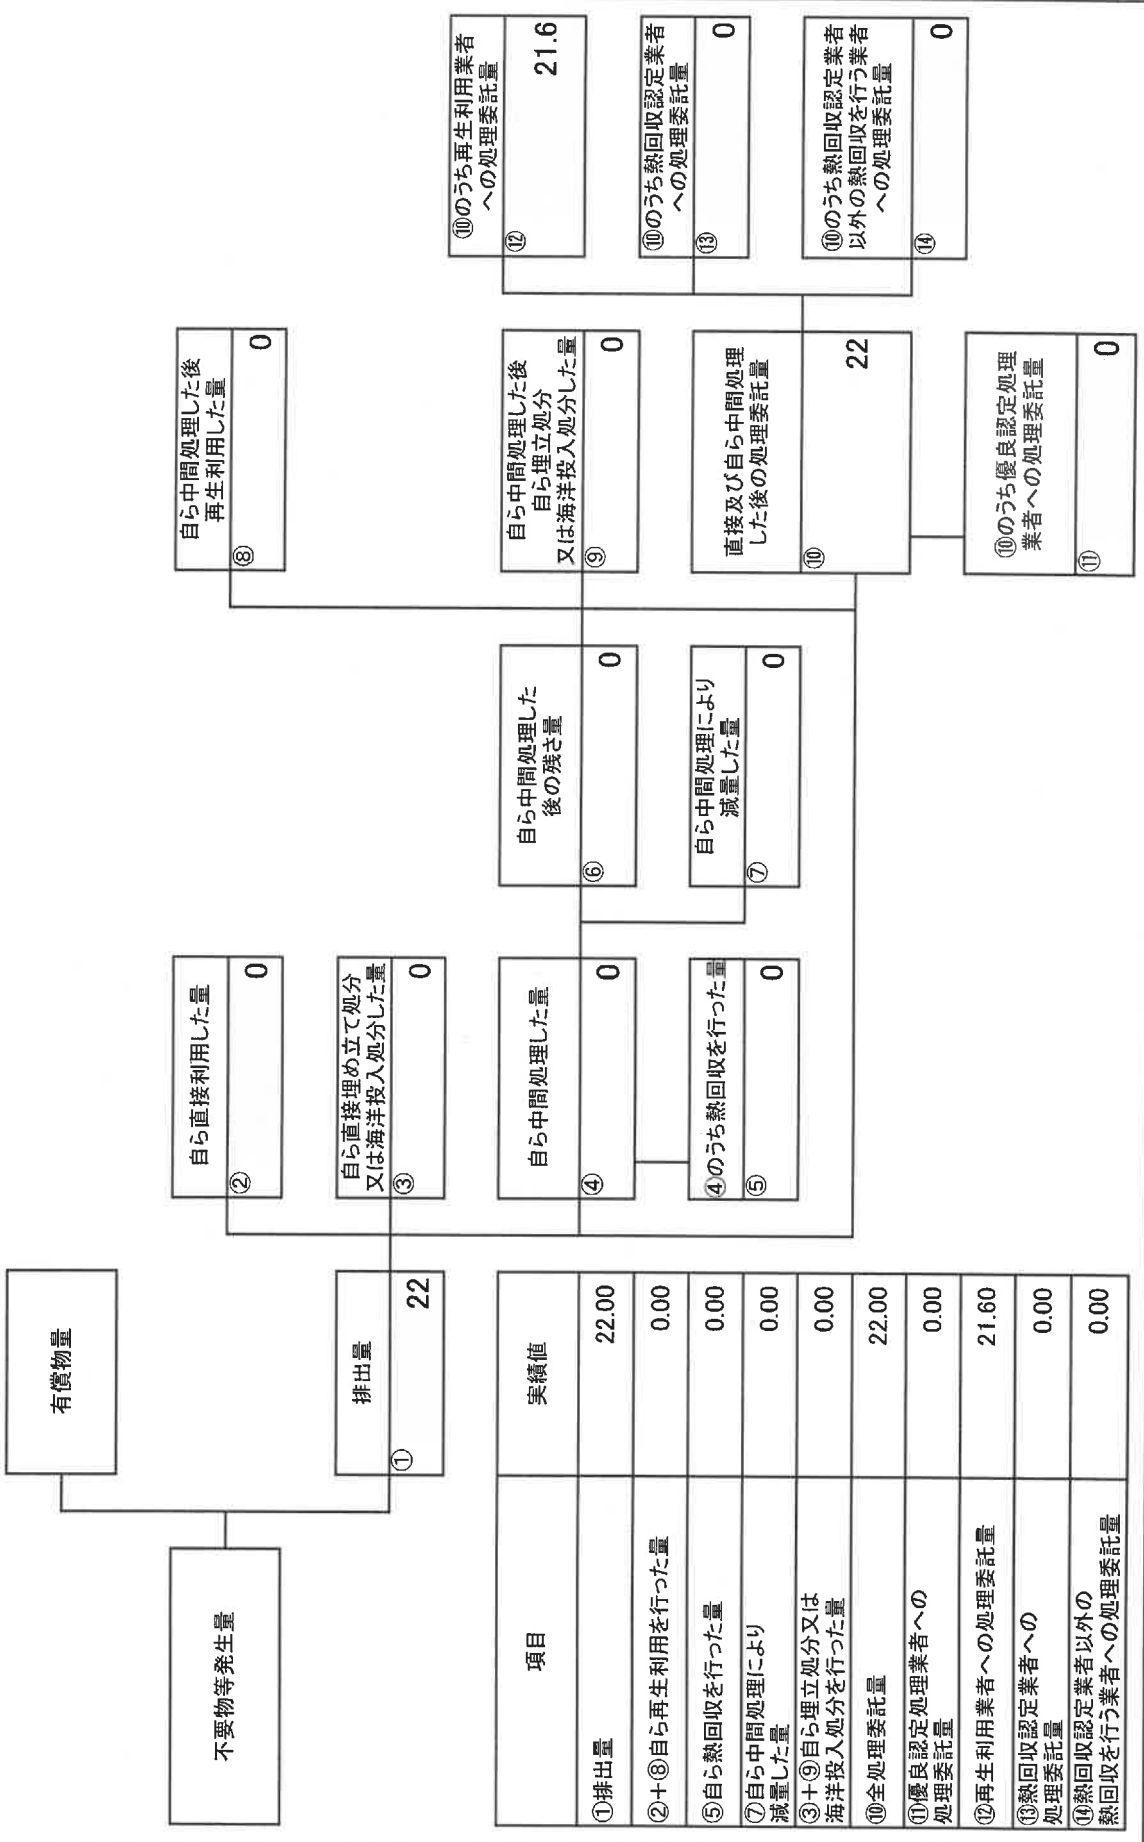 不要物等発生量
有償物量
排出量
①
22
自ら直接利用した量
②
0
自ら直接埋め立て処分
又は海洋投入処分した量
③
0
自ら中間処理した量
④
0
④のうち熱回収を行った量
⑤
0
自ら中間処理した
後の残さ量
⑥
0
自ら中間処理により
減量した量
⑦
0
自ら中間処理した後
再生利用した量
⑧
0
自ら中間処理した後
自ら埋立処分
又は海洋投入処分した量
⑨
0
直接及び自ら中間処理
した後の処理委託量
⑩
22
⑩のうち優良認定処理
業者への処理委託量
⑪
0
⑩のうち再生利用業者
への処理委託量
⑫
21.6
⑩のうち熱回収認定業者
への処理委託量
⑬
0
⑩のうち熱回収認定業者
以外の熱回収を行う業者
への処理委託量
⑭
0
項目 実績値
①排出量 22.00
②+⑧自ら再生利用を行った量 0.00
⑤自ら熱回収を行った量 0.00
⑦自ら中間処理により
減量した量 0.00
③+⑨自ら埋立処分又は
海洋投入処分を行った量 0.00
⑩全処理委託量 22.00
⑪優良認定処理業者への
処理委託量 0.00
⑫再生利用業者への処理委託量 21.60
⑬熱回収認定業者への
処理委託量 0.00
⑭熱回収認定業者以外の
熱回収を行う業者への処理委託量 0.00